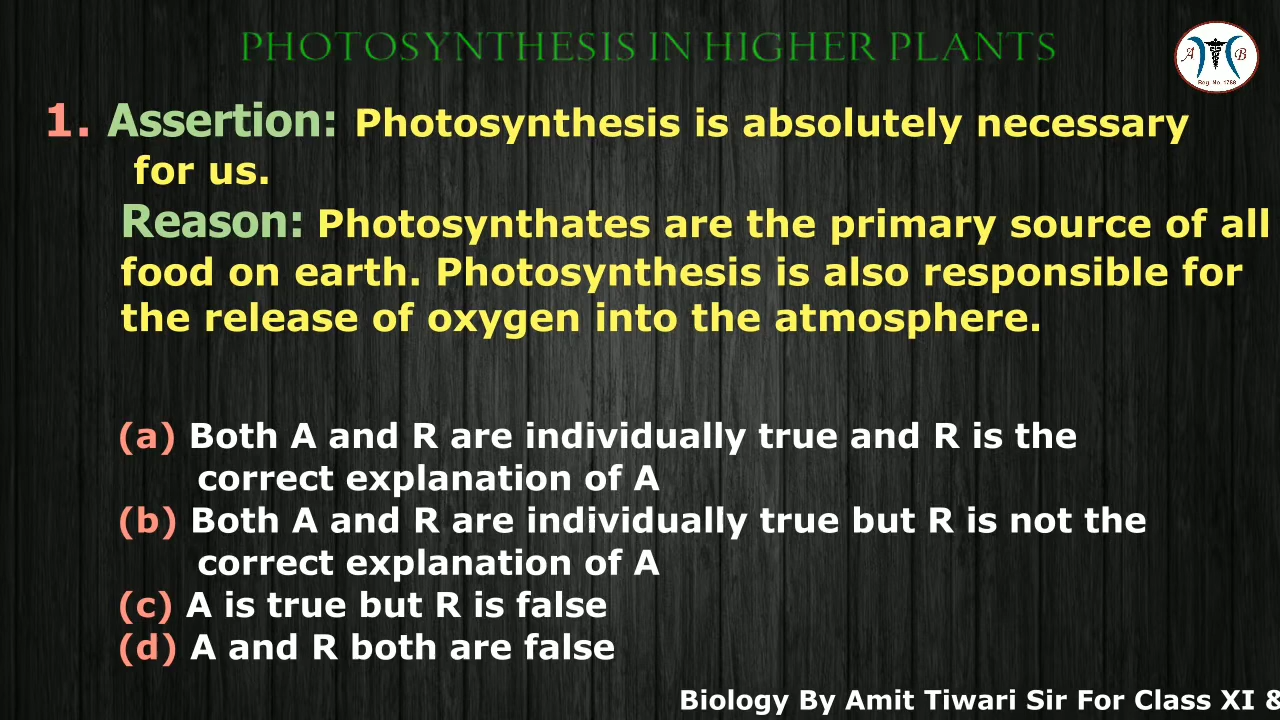 PHOTOSYNTHESIS IN HIGHER PLANTS
A B
Reg No 1768
1. Assertion: Photosynthesis is absolutely necessary
for us.
Reason: Photosynthates are the primary source of all
food on earth. Photosynthesis is also responsible for
the release of oxygen into the atmosphere.
(a) Both A and R are individually true and R is the
correct explanation of A
(b) Both A and R are individually true but R is not the
correct explanation of A
(c) A is true but R is false
(d) A and R both are false
Biology By Amit Tiwari Sir For Class XI &